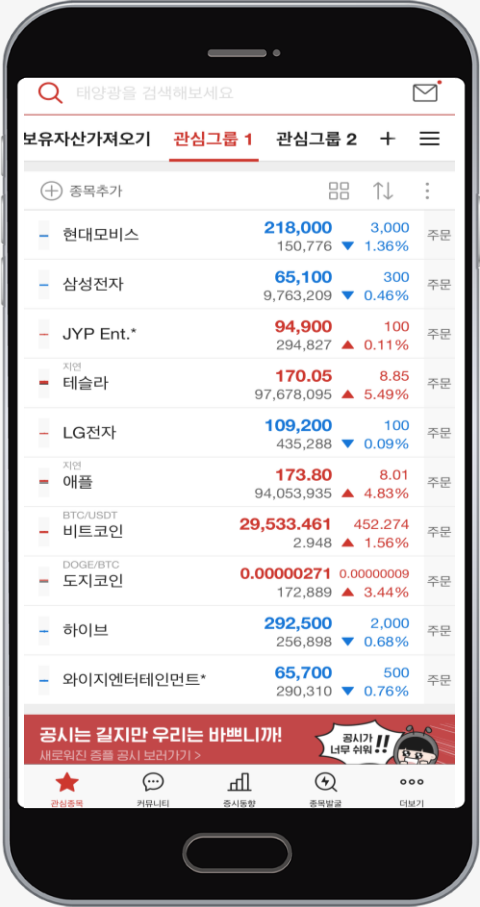 태양광을 검색해보세요
보유자산가져오기 관심그룹 1 관심그룹 2 +
종목추가
현대모비스 218,000 3,000 주문
150,776 ▼ 1.36%
삼성전자 65,100 300 주문
9,763,209 ▼ 0.46%
JYP Ent.* 94,900 100 주문
294,827 ▲ 0.11%
지연
테슬라 170.05 8.85 주문
97,678,095 ▲ 5.49%
LG전자 109,200 100 주문
435,288 ▼ 0.09%
지연
애플 173.80 8.01 주문
94,053,935 ▲ 4.83%
BTC/USDT
비트코인 29,533.461 452.274 주문
2.948 ▲ 1.56%
DOGE/BTC
도지코인 0.00000271 0.00000009 주문
172,889 ▲ 3.44%
하이브 292,500 2,000 주문
256,898 ▼ 0.68%
와이지엔터테인먼트* 65,700 500 주문
290,310 ▼ 0.76%
공시는 길지만 우리는 바쁘니까!
새로워진 증플 공시 보러가기 >
공시가
너무 쉬워!!
관심종목 커뮤니티 증시동향 종목발굴 더보기